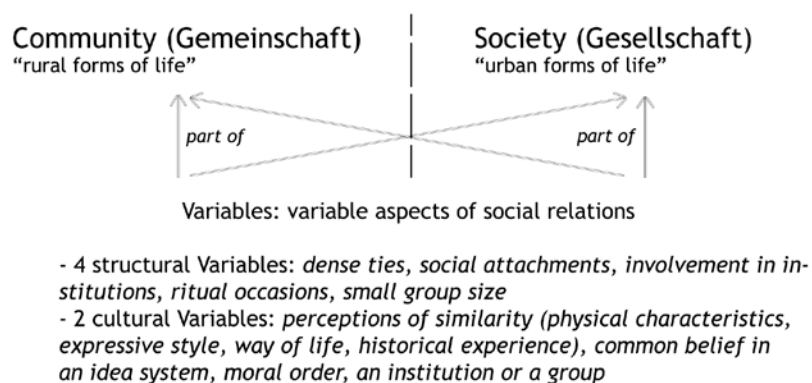 Community (Gemeinschaft)
“rural forms of life”
Society (Gesellschaft)
“urban forms of life”
part of
part of
Variables: variable aspects of social relations
- 4 structural Variables: dense ties, social attachments, involvement in in-
stitutions, ritual occasions, small group size
- 2 cultural Variables: perceptions of similarity (physical characteristics,
expressive style, way of life, historical experience), common belief in
an idea system, moral order, an institution or a group